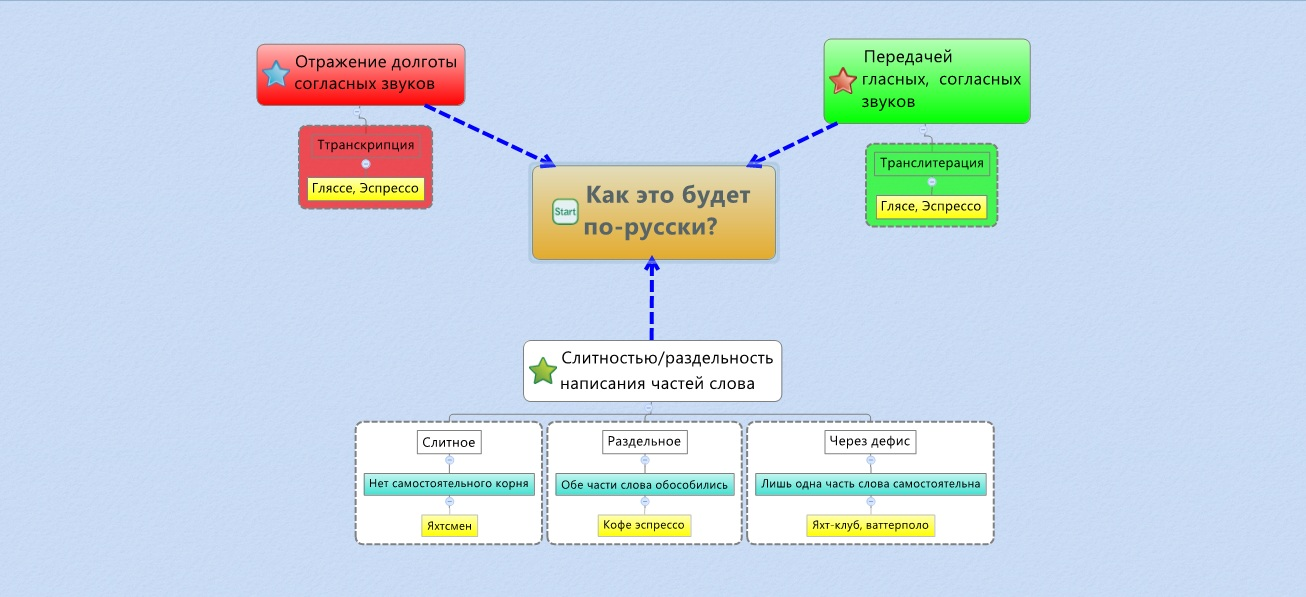 Отражение долготы
согласных звуков
Ттранскрипция
Гляссе, Эспрессо
Передачей
гласных, согласных
звуков
Транслитерация
Глясе, Эспрессо
Start
Как это будет
по-русски?
Слитностью/раздельность
написания частей слова
Слитное
Нет самостоятельного корня
Яхтсмен
Раздельное
Обе части слова обособились
Кофе эспрессо
Через дефис
Лишь одна часть слова самостоятельна
Яхт-клуб, ваттерполо